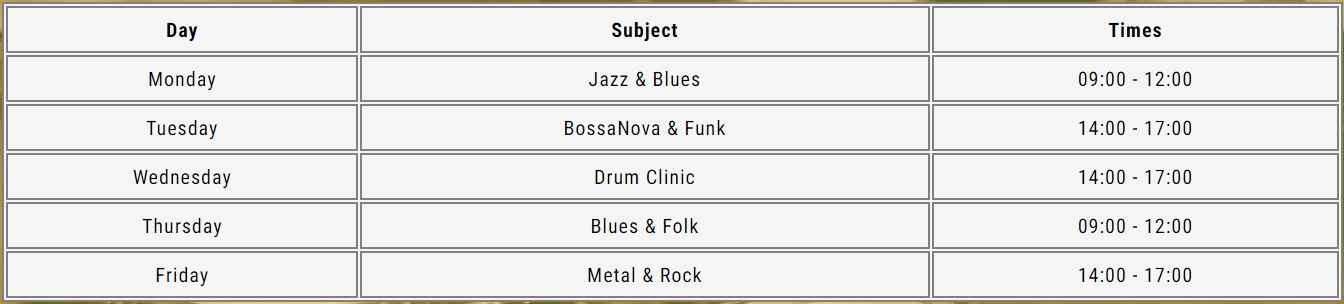 Day Subject Times
Monday Jazz & Blues 09:00 - 12:00
Tuesday BossaNova & Funk 14:00 - 17:00
Wednesday Drum Clinic 14:00 - 17:00
Thursday Blues & Folk 09:00 - 12:00
Friday Metal & Rock 14:00 - 17:00